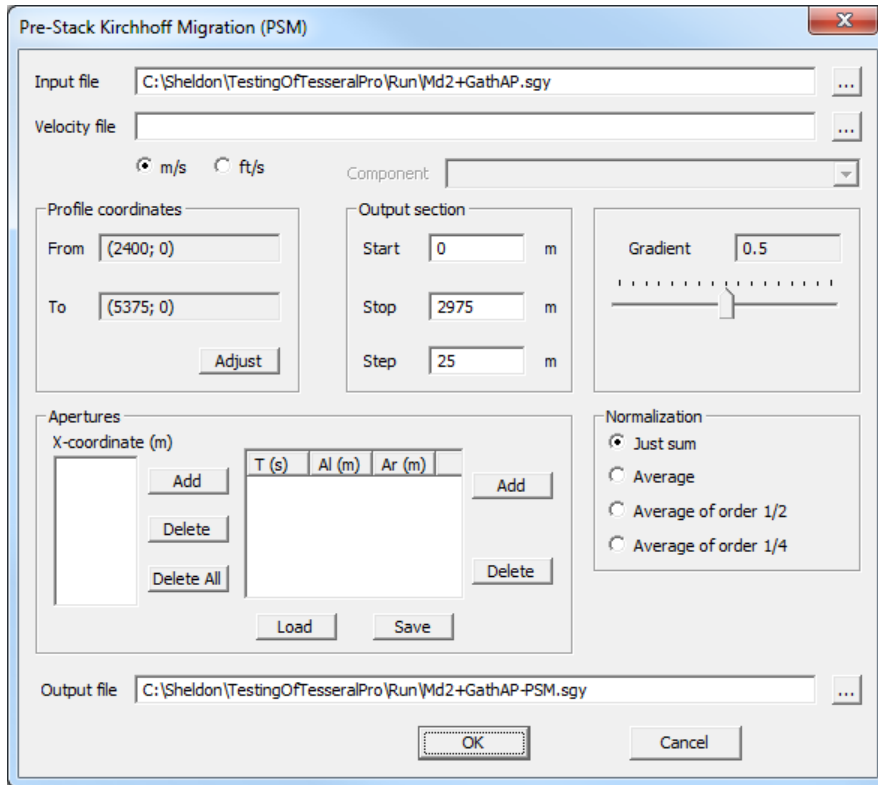 Pre-Stack Kirchhoff Migration (PSM)
Input file C:\Sheldon\TestingOfTesseralPro\Run\Md2+GathAP.sgy ...
Velocity file ...
m/s ft/s Component
Profile coordinates Output section
From (2400; 0) Start 0 m Gradient 0.5
To (5375; 0) Stop 2975 m
Adjust Step 25 m
Apertures Normalization
X-coordinate (m) Just sum
T (s) Al (m) Ar (m)
Add Add Average
Delete Average of order 1/2
Average of order 1/4
Delete All Delete
Load Save
Output file C:\Sheldon\TestingOfTesseralPro\Run\Md2+GathAP-PSM.sgy ...
OK Cancel